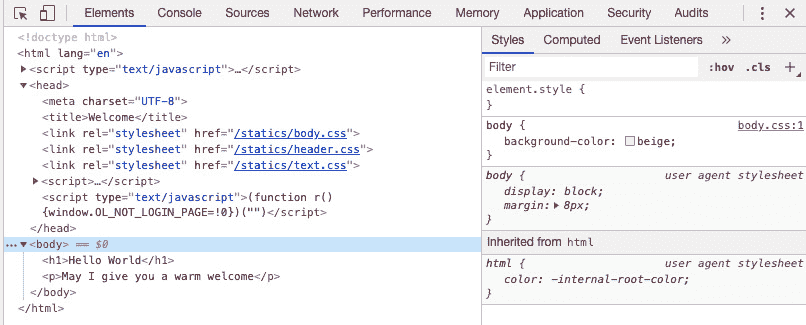 Elements Console Sources Network Performance Memory Application Security Audits
<!doctype html>
<html lang="en">
<script type="text/javascript">…</script>
<head>
<meta charset="UTF-8">
<title>Welcome</title>
<link rel="stylesheet" href="/statics/body.css">
<link rel="stylesheet" href="/statics/header.css">
<link rel="stylesheet" href="/statics/text.css">
<script>…</script>
<script type="text/javascript">(function r()
{window.OL_NOT_LOGIN_PAGE=!0})("")</script>
</head>
<body> == $0
<h1>Hello World</h1>
<p>May I give you a warm welcome</p>
</body>
</html>
Styles Computed Event Listeners »
Filter :hov .cls +
element.style {
}
body { body.css:1
background-color: beige;
}
body { user agent stylesheet
display: block;
margin: 8px;
}
Inherited from html
html { user agent stylesheet
color: -internal-root-color;
}